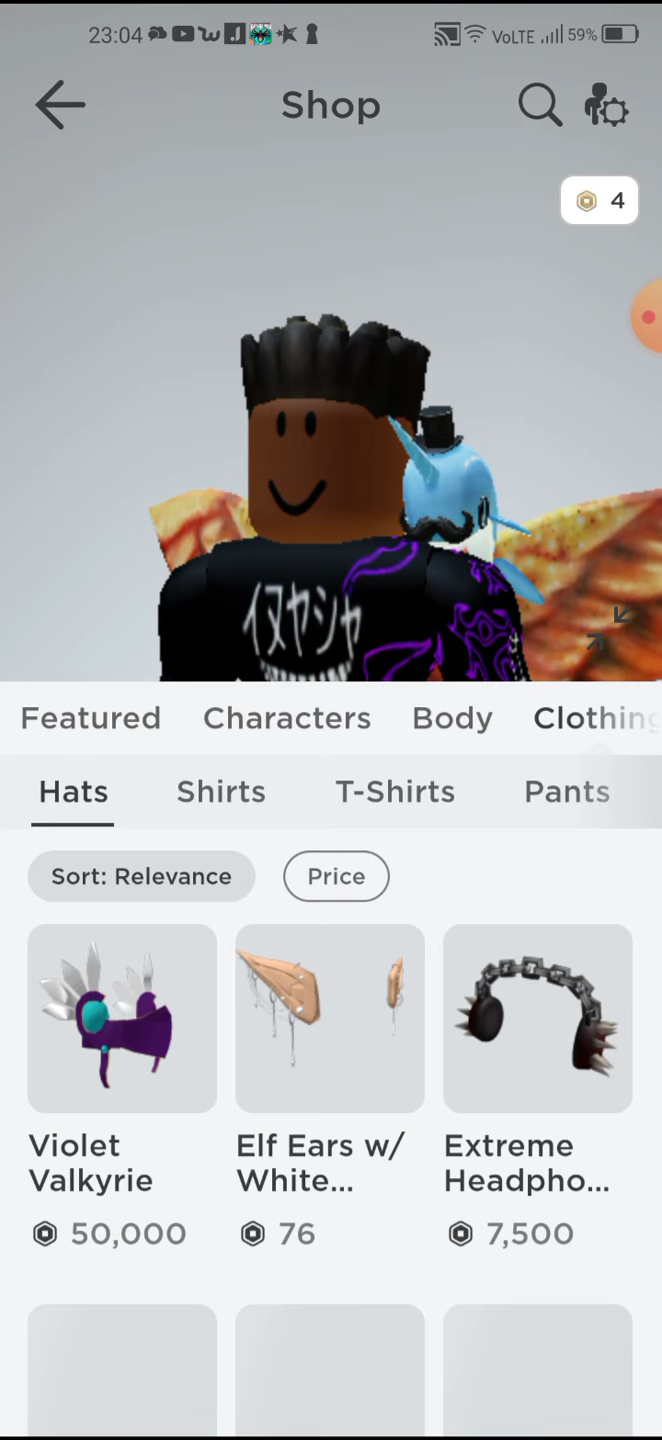 23:04
VoLTE 59%
Shop
4
イヌヤシャ
Featured Characters Body Clothing
Hats Shirts T-Shirts Pants
Sort: Relevance Price
Violet
Valkyrie
Elf Ears w/
White...
Extreme
Headpho...
50,000
76
7,500